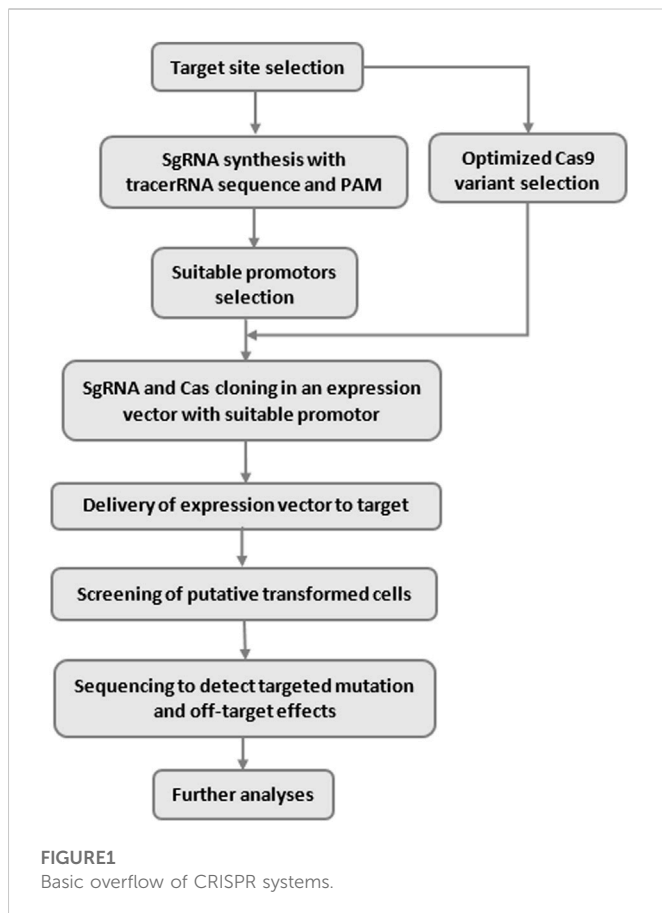 Target site selection
SgRNA synthesis with
tracerRNA sequence and PAM
Optimized Cas9
variant selection
Suitable promotors
selection
SgRNA and Cas cloning in an expression
vector with suitable promotor
Delivery of expression vector to target
Screening of putative transformed cells
Sequencing to detect targeted mutation
and off-target effects
Further analyses
FIGURE1
Basic overflow of CRISPR systems.